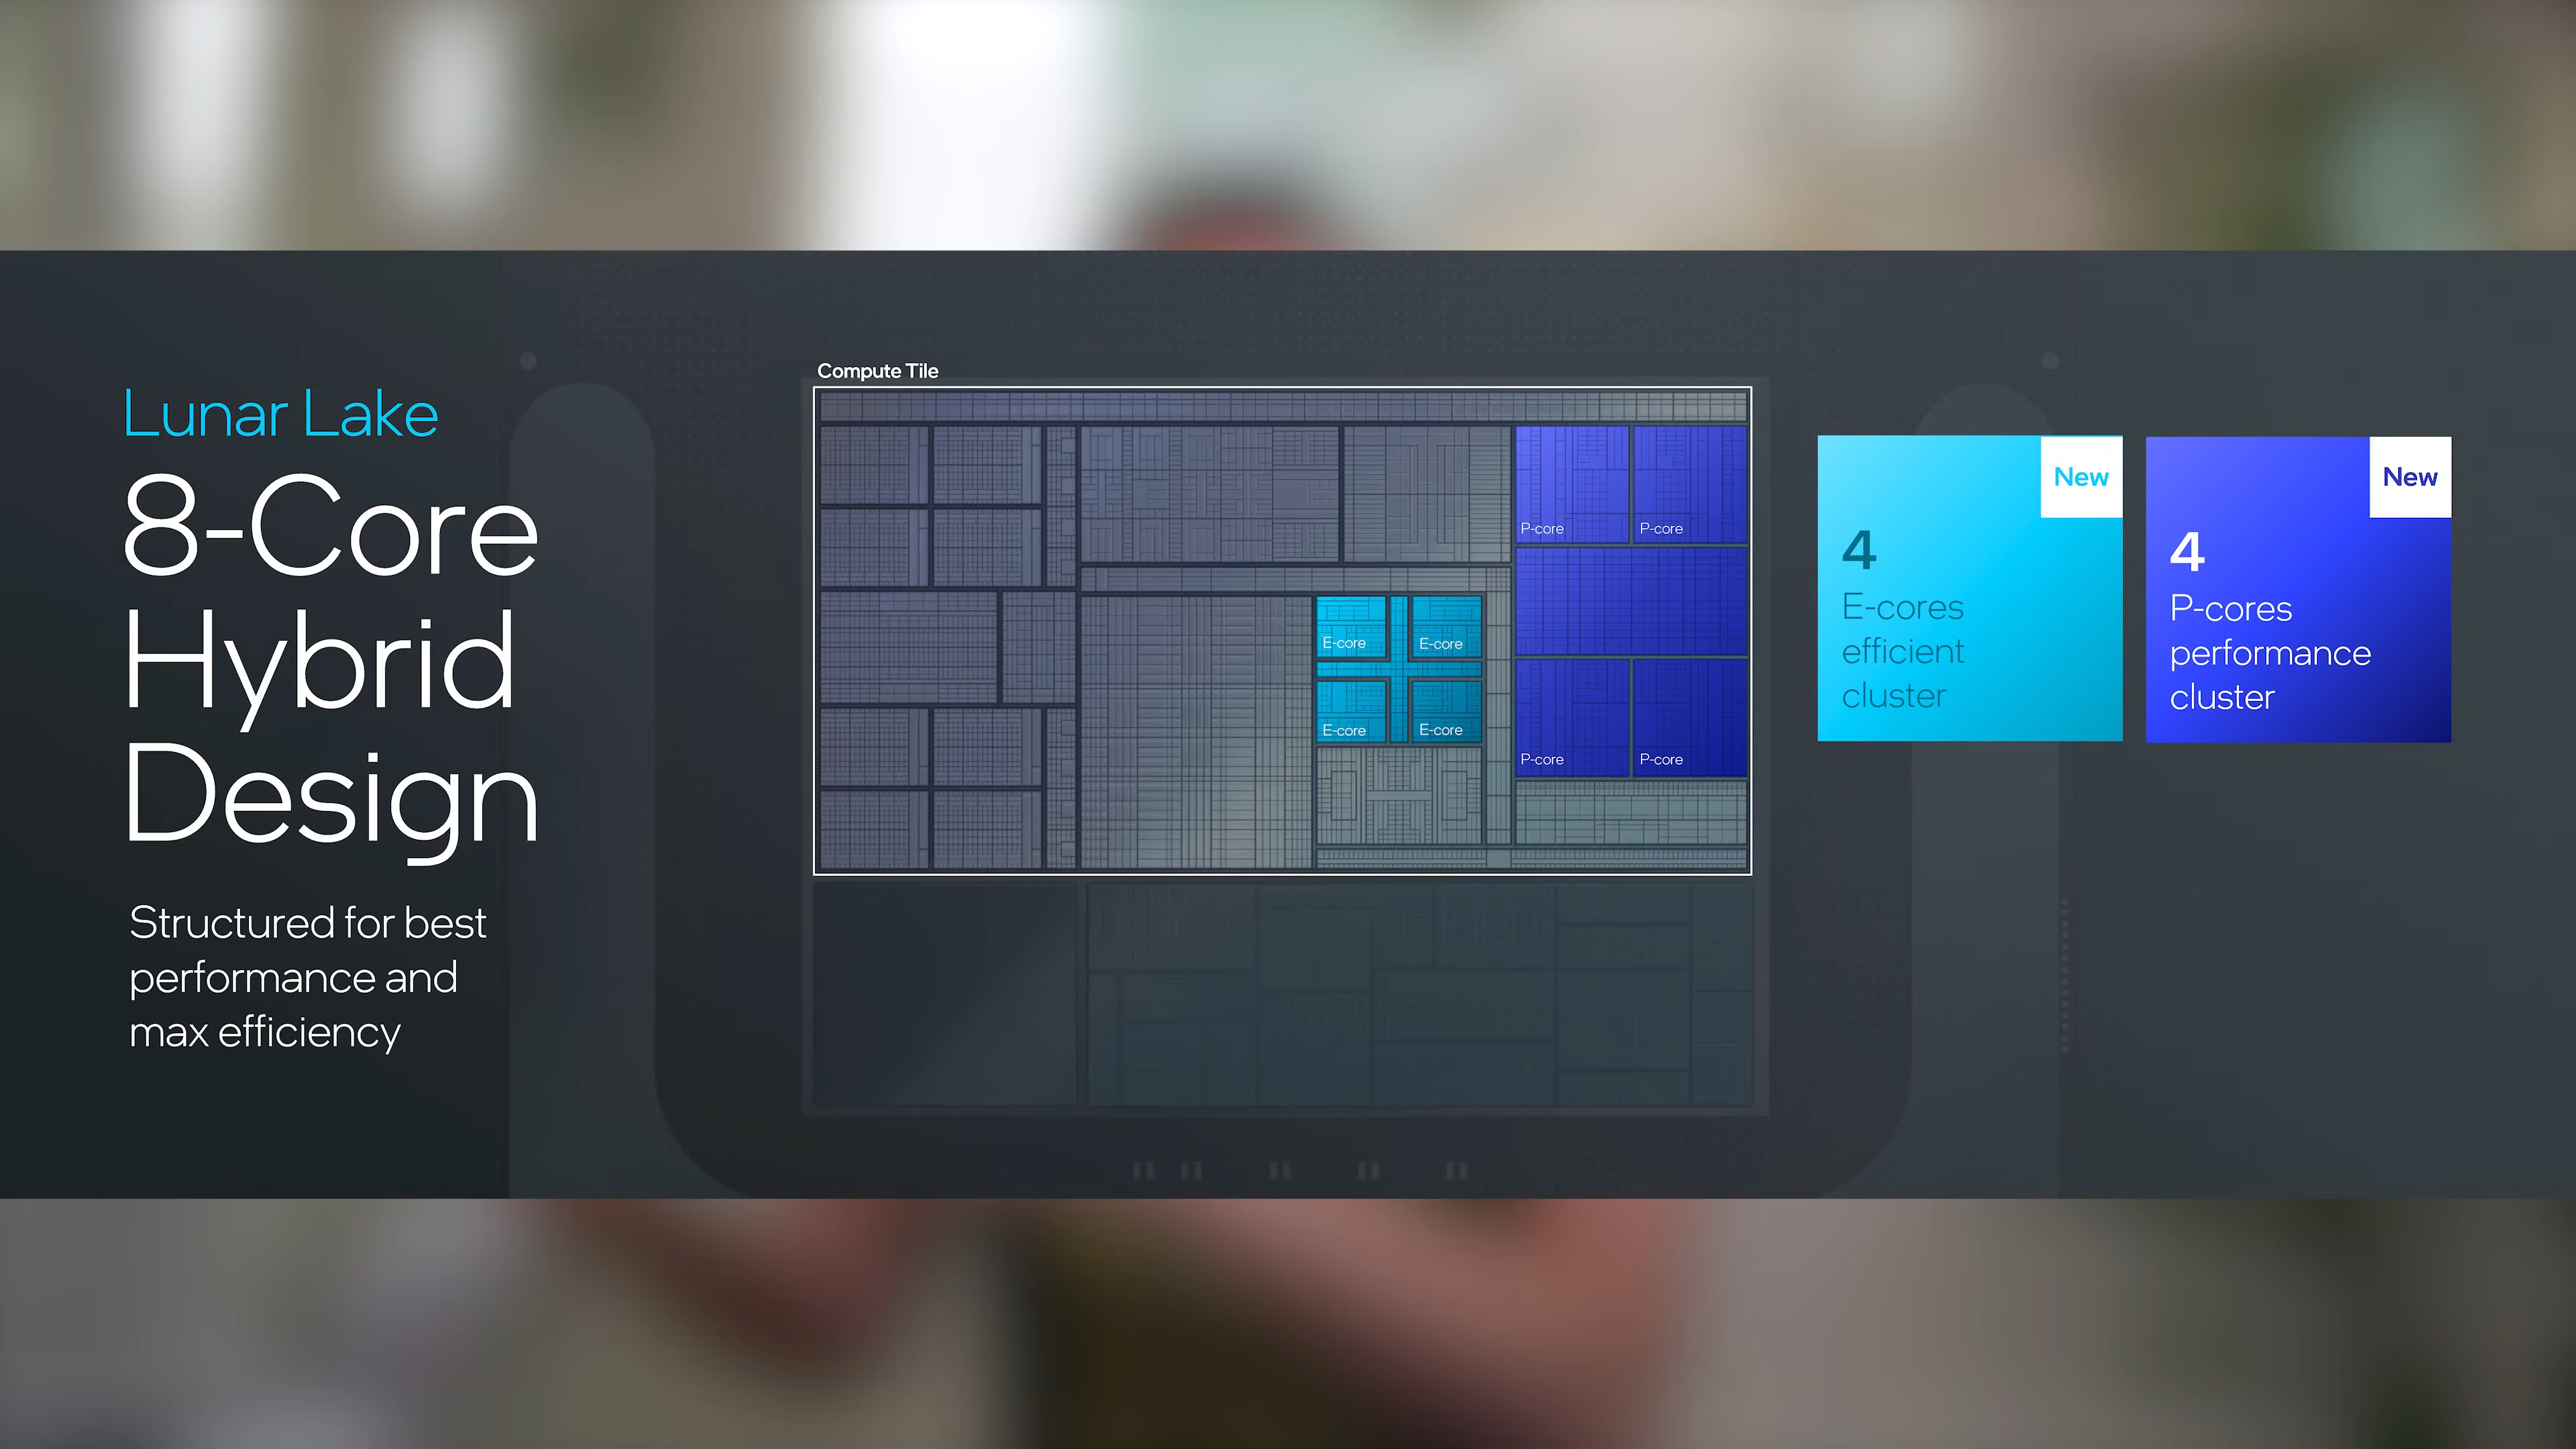 Lunar Lake
8-Core
Hybrid
Design
Structured for best
performance and
max efficiency
Compute Tile
P-core
P-core
E-core
E-core
E-core
E-core
P-core
P-core
New
4
E-cores
efficient
cluster
New
4
P-cores
performance
cluster